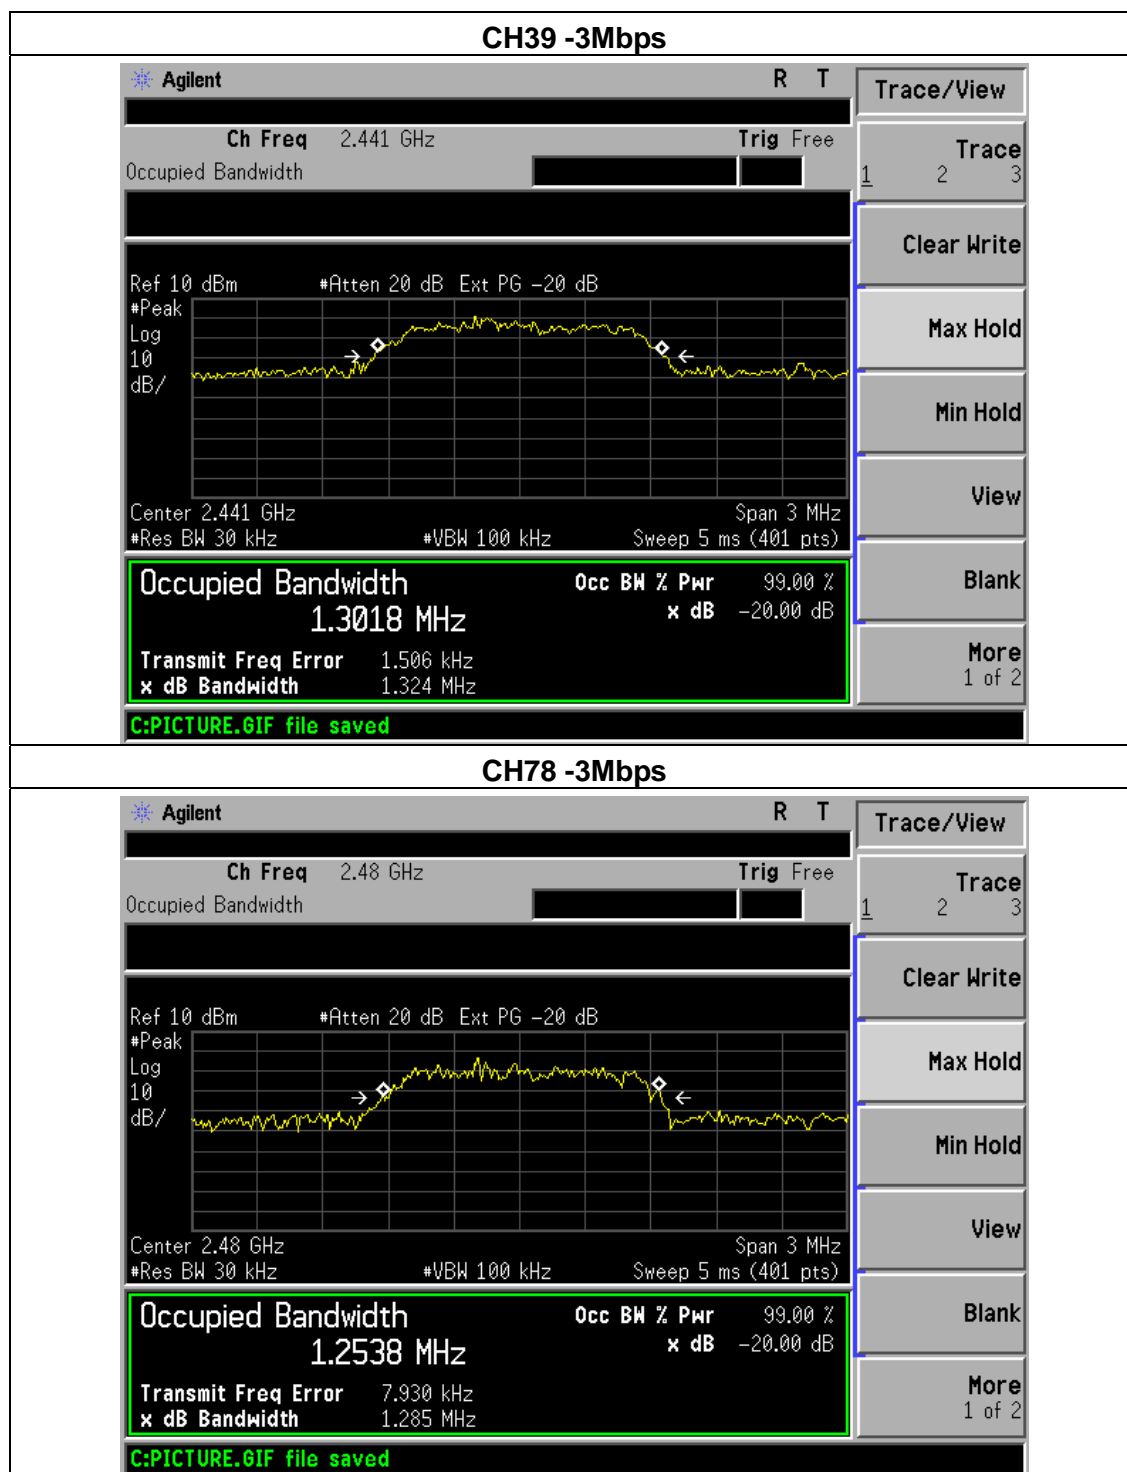 CH39 -3Mbps
Agilent R T Trace/View
Ch Freq 2.441 GHz Trig Free
Occupied Bandwidth
Trace
1 2 3
Clear Write
Max Hold
Min Hold
View
Blank
More
1 of 2
Ref 10 dBm #Atten 20 dB Ext PG -20 dB
#Peak
Log
10
dB/
Center 2.441 GHz Span 3 MHz
#Res BW 30 kHz #VBW 100 kHz Sweep 5 ms (401 pts)
Occupied Bandwidth Occ BW % Pwr 99.00 %
1.3018 MHz x dB -20.00 dB
Transmit Freq Error 1.506 kHz
x dB Bandwidth 1.324 MHz
C:PICTURE.GIF file saved
CH78 -3Mbps
Agilent R T Trace/View
Ch Freq 2.48 GHz Trig Free
Occupied Bandwidth
Trace
1 2 3
Clear Write
Max Hold
Min Hold
View
Blank
More
1 of 2
Ref 10 dBm #Atten 20 dB Ext PG -20 dB
#Peak
Log
10
dB/
Center 2.48 GHz Span 3 MHz
#Res BW 30 kHz #VBW 100 kHz Sweep 5 ms (401 pts)
Occupied Bandwidth Occ BW % Pwr 99.00 %
1.2538 MHz x dB -20.00 dB
Transmit Freq Error 7.930 kHz
x dB Bandwidth 1.285 MHz
C:PICTURE.GIF file saved